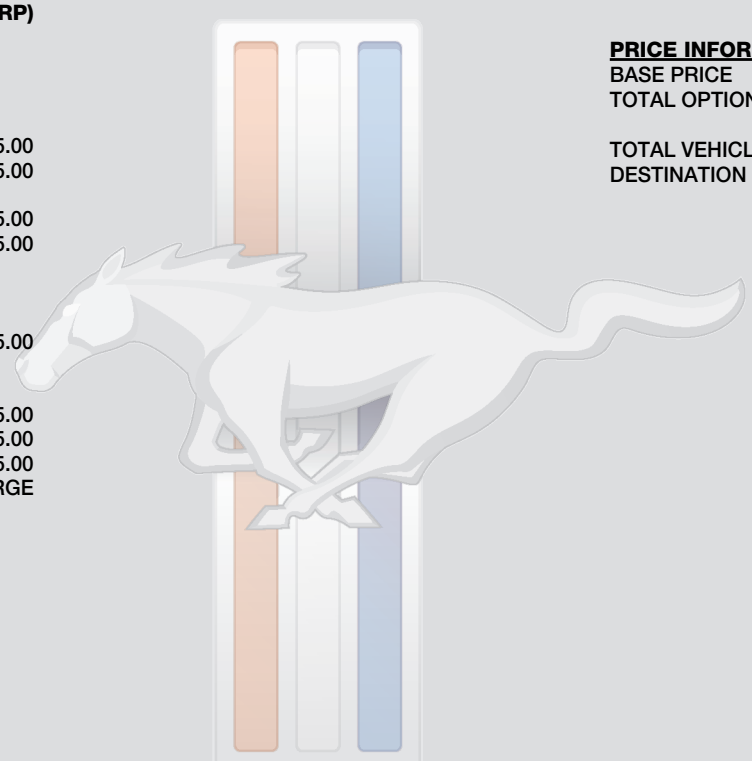 RP)
5.00
5.00
5.00
5.00
5.00
5.00
5.00
5.00
RGE
PRICE INFOR
BASE PRICE
TOTAL OPTION
TOTAL VEHICL
DESTINATION